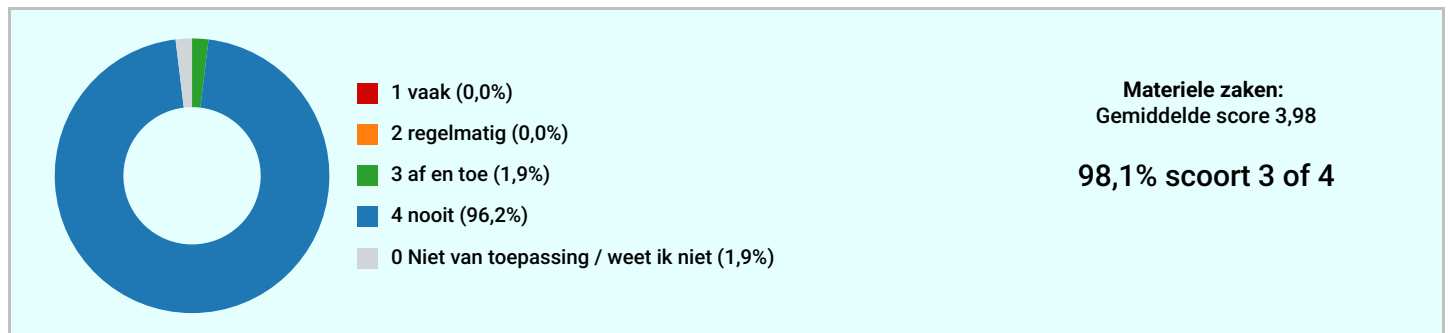 1 vaak (0,0%)
2 regelmatig (0,0%)
3 af en toe (1,9%)
4 nooit (96,2%)
0 Niet van toepassing / weet ik niet (1,9%)
Materiele zaken:
Gemiddelde score 3,98
98,1% scoort 3 of 4